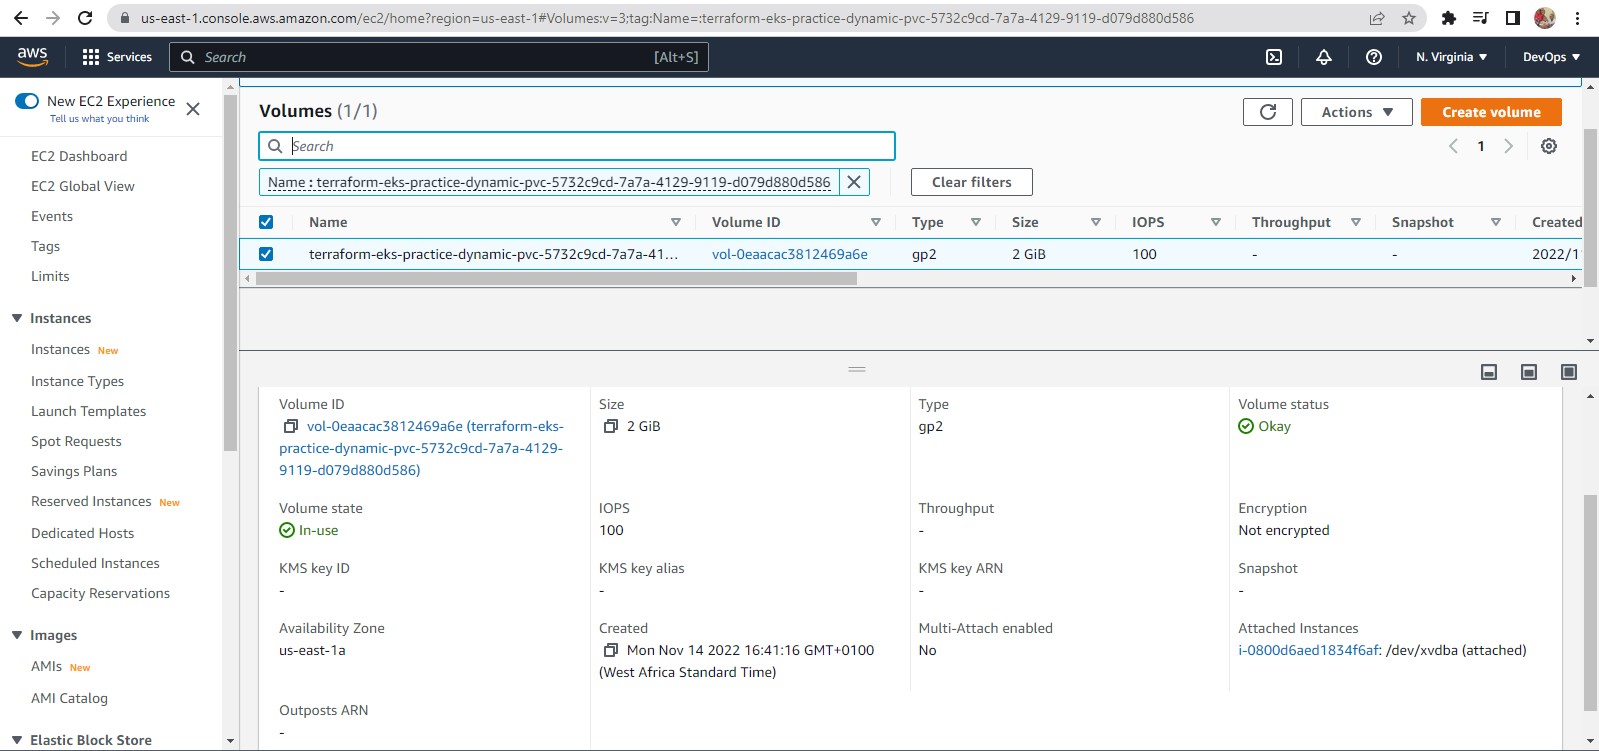 us-east-1.console.aws.amazon.com/ec2/home?region=us-east-1#Volumes:v=3;tag:Name=:terraform-eks-practice-dynamic-pvc-5732c9cd-7a7a-4129-9119-d079d880d586
aws Services Search [Alt+S] N. Virginia ▼ DevOps ▼
New EC2 Experience
Tell us what you think
EC2 Dashboard
EC2 Global View
Events
Tags
Limits
Instances
Instances New
Instance Types
Launch Templates
Spot Requests
Savings Plans
Reserved Instances New
Dedicated Hosts
Scheduled Instances
Capacity Reservations
Images
AMIs New
AMI Catalog
Elastic Block Store
Volumes (1/1)
Actions ▼ Create volume
Search
1
Name : terraform-eks-practice-dynamic-pvc-5732c9cd-7a7a-4129-9119-d079d880d586
Clear filters
Name Volume ID Type Size IOPS Throughput Snapshot Created
terraform-eks-practice-dynamic-pvc-5732c9cd-7a7a-41... vol-0eaacac3812469a6e gp2 2 GiB 100 - - 2022/1
Volume ID
vol-0eaacac3812469a6e (terraform-eks-
practice-dynamic-pvc-5732c9cd-7a7a-4129-
9119-d079d880d586)
Size
2 GiB
Type
gp2
Volume status
Okay
Volume state
In-use
IOPS
100
Throughput
-
Encryption
Not encrypted
KMS key ID
-
KMS key alias
-
KMS key ARN
-
Snapshot
-
Availability Zone
us-east-1a
Created
Mon Nov 14 2022 16:41:16 GMT+0100
(West Africa Standard Time)
Multi-Attach enabled
No
Attached Instances
i-0800d6aed1834f6af: /dev/xvdba (attached)
Outposts ARN
-